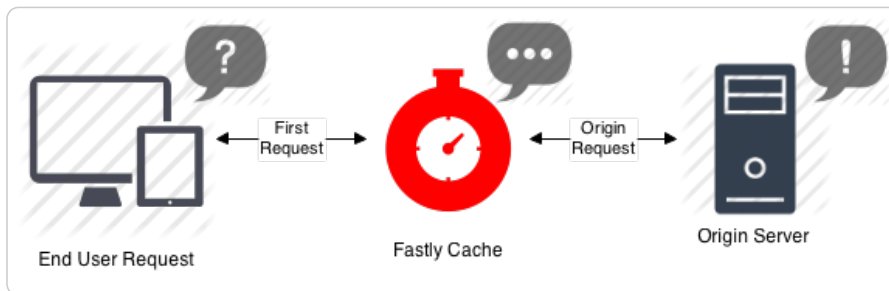 ?
...
!
First
Request
Origin
Request
End User Request
Fastly Cache
Origin Server